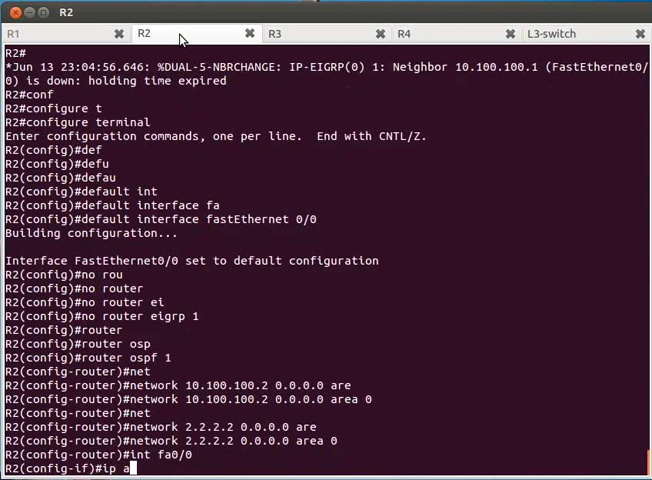 R2
R1
R2
R3
R4
L3-switch
R2#
*Jun 13 23:04:56.646: %DUAL-5-NBRCHANGE: IP-EIGRP(0) 1: Neighbor 10.100.100.1 (FastEthernet0/
0) is down: holding time expired
R2#conf
R2#configure t
R2#configure terminal
Enter configuration commands, one per line.  End with CNTL/Z.
R2(config)#def
R2(config)#defu
R2(config)#defau
R2(config)#default int
R2(config)#default interface fa
R2(config)#default interface fastEthernet 0/0
Building configuration...
Interface FastEthernet0/0 set to default configuration
R2(config)#no rou
R2(config)#no router
R2(config)#no router ei
R2(config)#no router eigrp 1
R2(config)#router
R2(config)#router osp
R2(config)#router ospf 1
R2(config-router)#net
R2(config-router)#network 10.100.100.2 0.0.0.0 are
R2(config-router)#network 10.100.100.2 0.0.0.0 area 0
R2(config-router)#net
R2(config-router)#network 2.2.2.2 0.0.0.0 are
R2(config-router)#network 2.2.2.2 0.0.0.0 area 0
R2(config-router)#int fa0/0
R2(config-if)#ip a